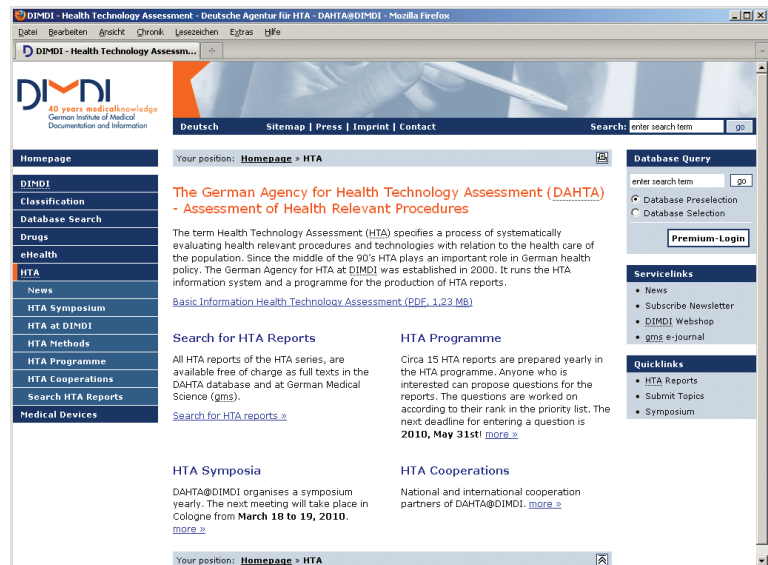 DIMDI - Health Technology Assessment - Deutsche Agentur für HTA - DAHTA@DIMDI - Mozilla Firefox
Datei Bearbeiten Ansicht Chronik Lesezeichen Extras Hilfe
DIMDI - Health Technology Assessm...
DIMDI
40 years medicalknowledge
German Institute of Medical
Documentation and Information
Deutsch Sitemap | Press | Imprint | Contact Search: enter search term go
Homepage
DIMDI
Classification
Database Search
Drugs
eHealth
HTA
News
HTA Symposium
HTA at DIMDI
HTA Methods
HTA Programme
HTA Cooperations
Search HTA Reports
Medical Devices
Your position: Homepage » HTA
The German Agency for Health Technology Assessment (DAHTA)
- Assessment of Health Relevant Procedures
The term Health Technology Assessment (HTA) specifies a process of systematically
evaluating health relevant procedures and technologies with relation to the health care of
the population. Since the middle of the 90's HTA plays an important role in German health
policy. The German Agency for HTA at DIMDI was established in 2000. It runs the HTA
information system and a programme for the production of HTA reports.
Basic Information Health Technology Assessment (PDF, 1,23 MB)
Search for HTA Reports
All HTA reports of the HTA series, are
available free of charge as full texts in the
DAHTA database and at German Medical
Science (gms).
Search for HTA reports »
HTA Programme
Circa 15 HTA reports are prepared yearly in
the HTA programme. Anyone who is
interested can propose questions for the
reports. The questions are worked on
according to their rank in the priority list. The
next deadline for entering a question is
2010, May 31st! more »
HTA Symposia
DAHTA@DIMDI organises a symposium
yearly. The next meeting will take place in
Cologne from March 18 to 19, 2010.
more »
HTA Cooperations
National and international cooperation
partners of DAHTA@DIMDI. more »
Your position: Homepage » HTA
Database Query
enter search term go
Database Preselection
Database Selection
Premium-Login
Servicelinks
News
Subscribe Newsletter
DIMDI Webshop
gms e-journal
Quicklinks
HTA Reports
Submit Topics
Symposium